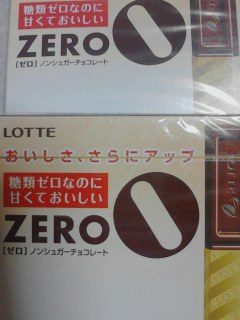 糖類ゼロなのに
甘くておいしい
ZERO
[ゼロ] ノンシュガーチョコレート
LOTTE
おいしさ、さらにアップ
糖類ゼロなのに
甘くておいしい
ZERO
[ゼロ] ノンシュガーチョコレート